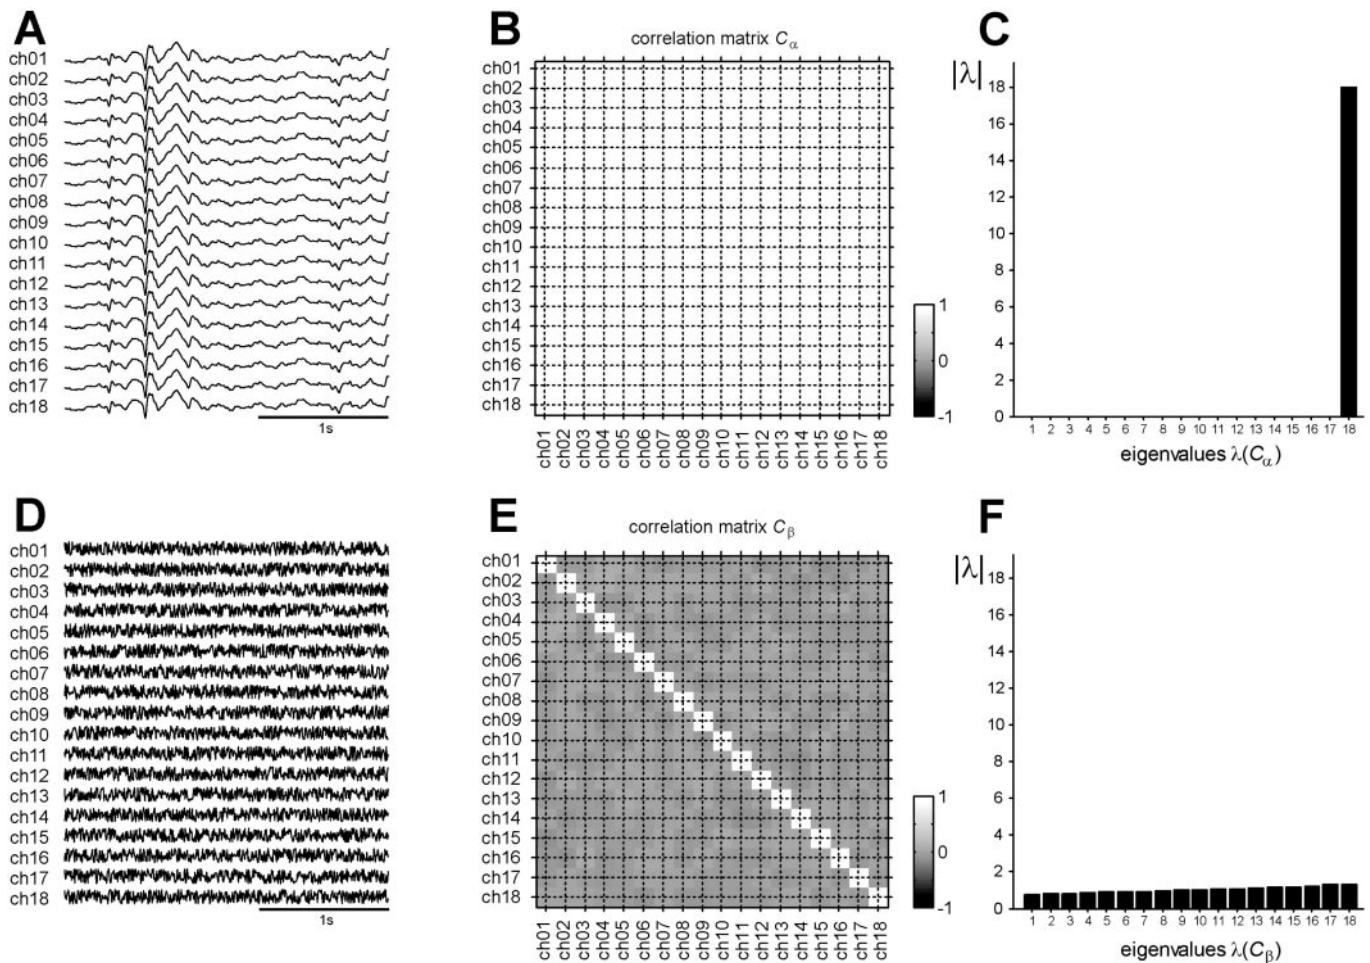 A
ch01
ch02
ch03
ch04
ch05
ch06
ch07
ch08
ch09
ch10
ch11
ch12
ch13
ch14
ch15
ch16
ch17
ch18
1s
B
correlation matrix Cα
ch01
ch02
ch03
ch04
ch05
ch06
ch07
ch08
ch09
ch10
ch11
ch12
ch13
ch14
ch15
ch16
ch17
ch18
ch01 ch02 ch03 ch04 ch05 ch06 ch07 ch08 ch09 ch10 ch11 ch12 ch13 ch14 ch15 ch16 ch17 ch18
1
0
-1
C
|λ|
18
16
14
12
10
8
6
4
2
0
1 2 3 4 5 6 7 8 9 10 11 12 13 14 15 16 17 18
eigenvalues λ(Cα)
D
ch01
ch02
ch03
ch04
ch05
ch06
ch07
ch08
ch09
ch10
ch11
ch12
ch13
ch14
ch15
ch16
ch17
ch18
1s
E
correlation matrix Cβ
ch01
ch02
ch03
ch04
ch05
ch06
ch07
ch08
ch09
ch10
ch11
ch12
ch13
ch14
ch15
ch16
ch17
ch18
ch01 ch02 ch03 ch04 ch05 ch06 ch07 ch08 ch09 ch10 ch11 ch12 ch13 ch14 ch15 ch16 ch17 ch18
1
0
-1
F
|λ|
18
16
14
12
10
8
6
4
2
0
1 2 3 4 5 6 7 8 9 10 11 12 13 14 15 16 17 18
eigenvalues λ(Cβ)